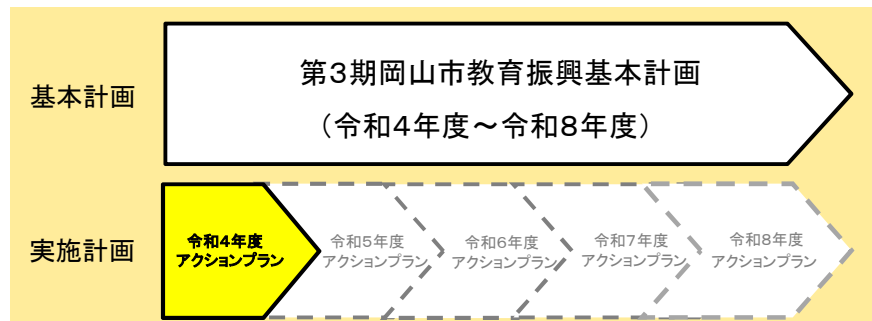 基本計画
第3期岡山市教育振興基本計画
（令和4年度～令和8年度）
実施計画
令和4年度
アクションプラン
令和5年度
アクションプラン
令和6年度
アクションプラン
令和7年度
アクションプラン
令和8年度
アクションプラン